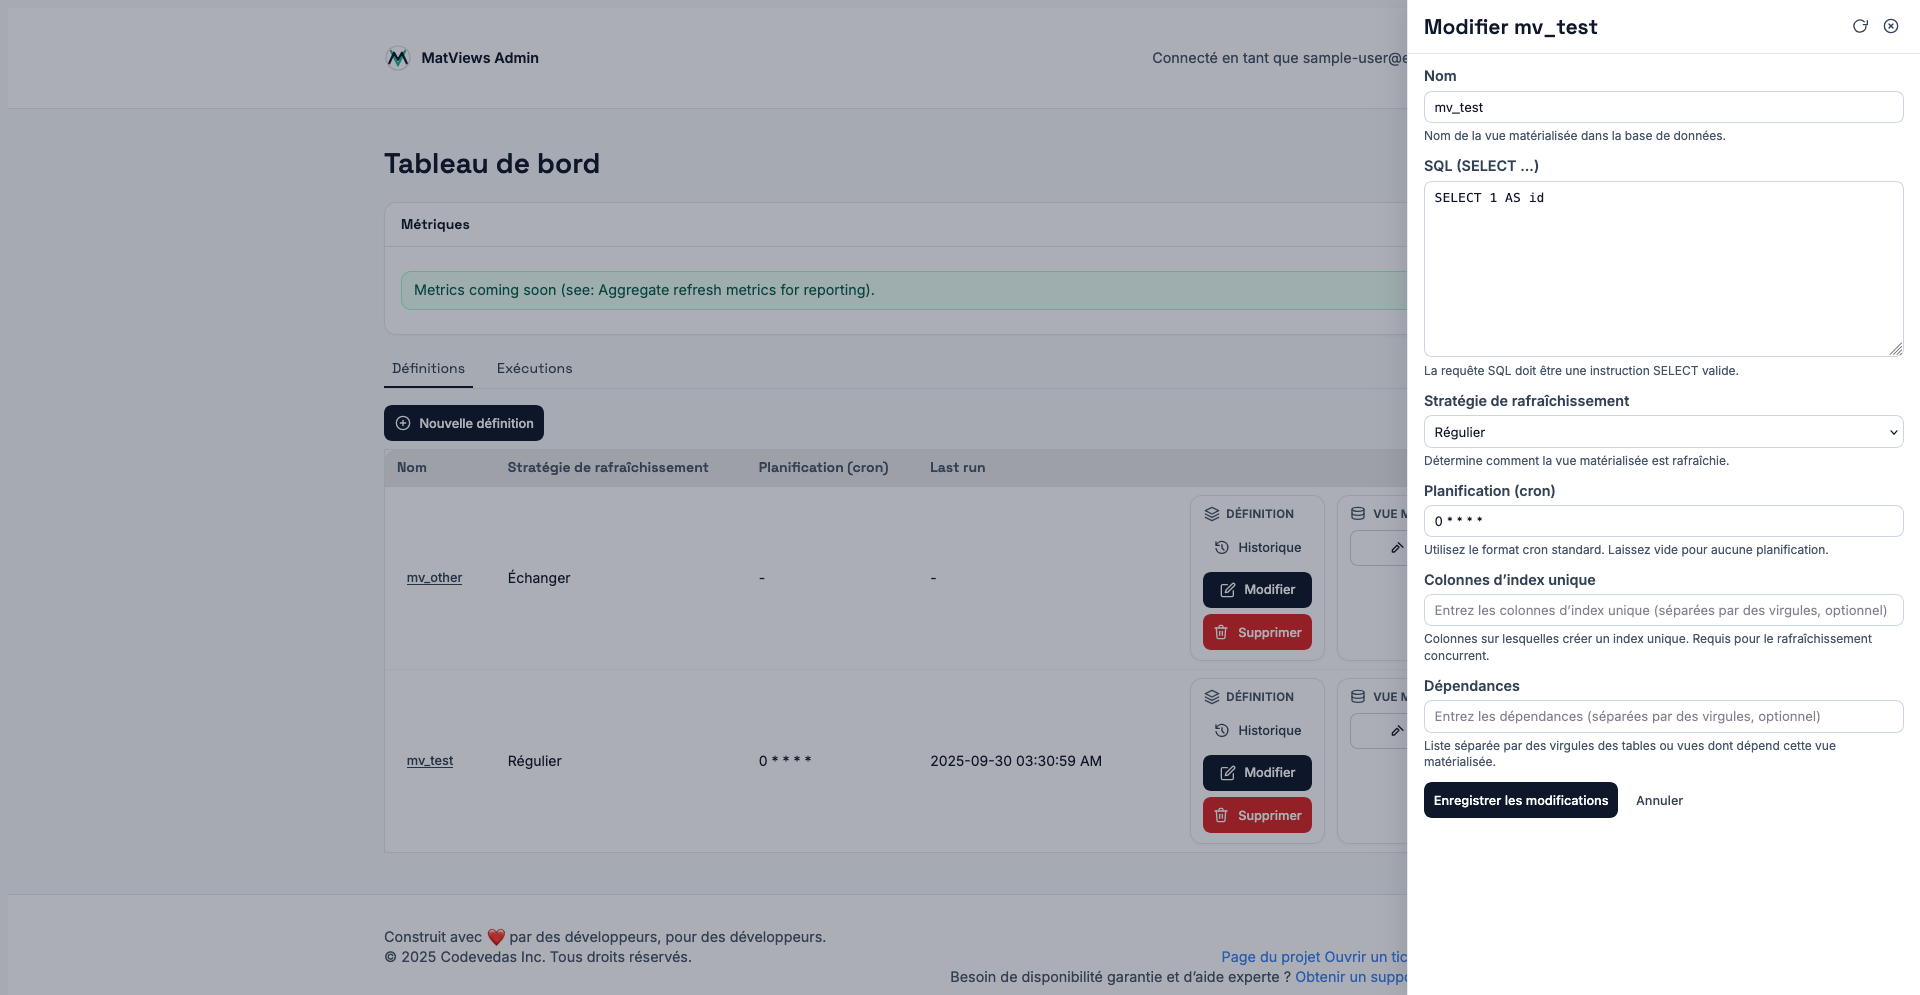 MatViews Admin
Connecté en tant que sample-user@e
Tableau de bord
Métriques
Metrics coming soon (see: Aggregate refresh metrics for reporting).
Définitions Exécutions
Nouvelle définition
Nom Stratégie de rafraîchissement Planification (cron) Last run
mv_other Échanger - -
DÉFINITION
Historique
Modifier
Supprimer
VUE M
mv_test Régulier 0 * * * * 2025-09-30 03:30:59 AM
DÉFINITION
Historique
Modifier
Supprimer
VUE M
Construit avec ❤️ par des développeurs, pour des développeurs.
© 2025 Codevedas Inc. Tous droits réservés.
Page du projet Ouvrir un tic
Besoin de disponibilité garantie et d’aide experte ? Obtenir un suppo
Modifier mv_test
Nom
mv_test
Nom de la vue matérialisée dans la base de données.
SQL (SELECT …)
SELECT 1 AS id
La requête SQL doit être une instruction SELECT valide.
Stratégie de rafraîchissement
Régulier
Détermine comment la vue matérialisée est rafraîchie.
Planification (cron)
0 * * * *
Utilisez le format cron standard. Laissez vide pour aucune planification.
Colonnes d’index unique
Entrez les colonnes d’index unique (séparées par des virgules, optionnel)
Colonnes sur lesquelles créer un index unique. Requis pour le rafraîchissement
concurrent.
Dépendances
Entrez les dépendances (séparées par des virgules, optionnel)
Liste séparée par des virgules des tables ou vues dont dépend cette vue
matérialisée.
Enregistrer les modifications Annuler